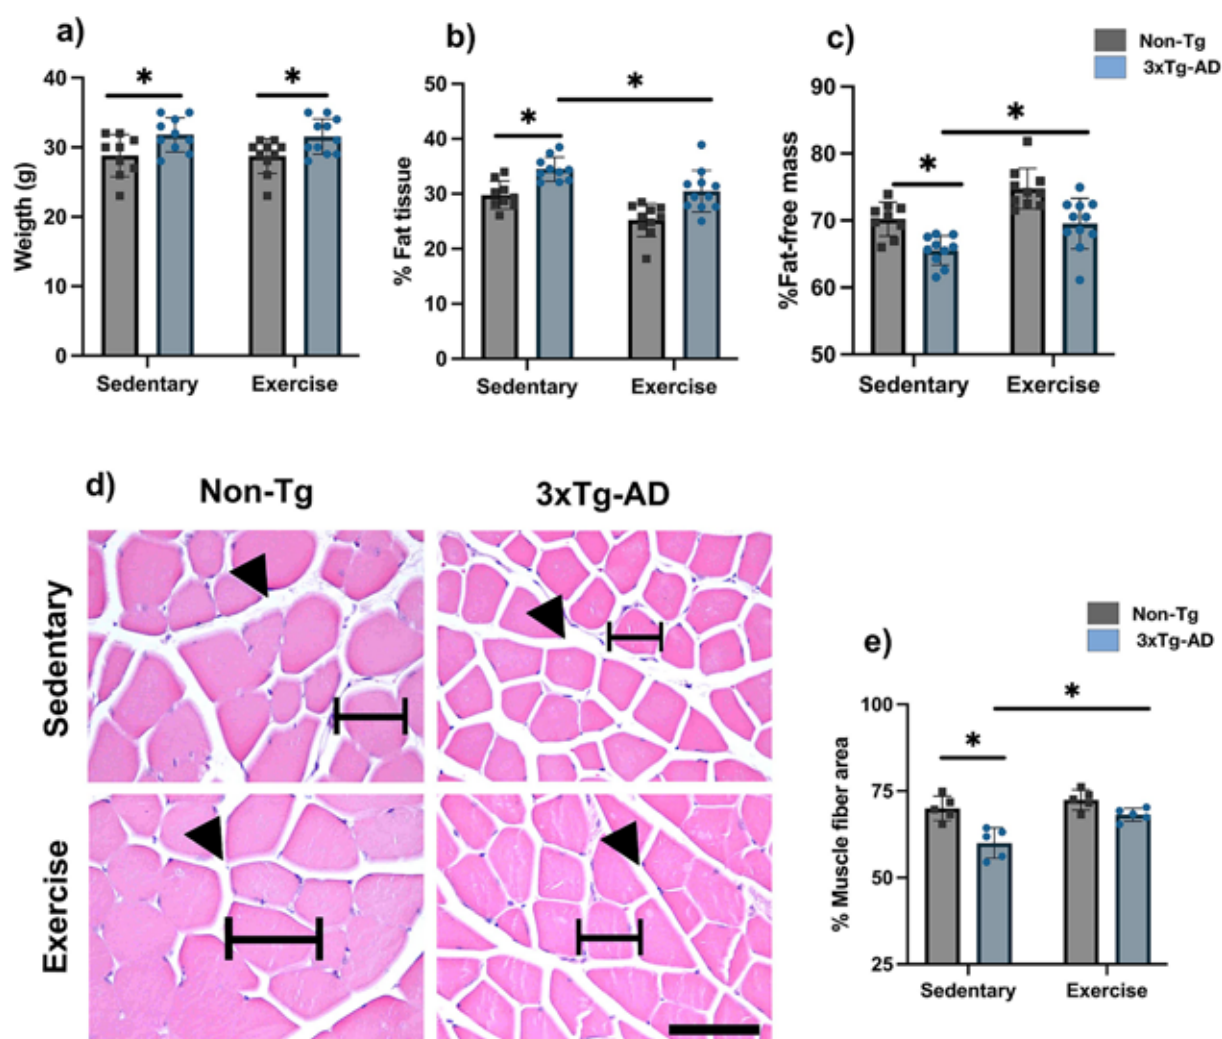 a)
Weigth (g)
40
30
20
10
0
*
*
Sedentary
Exercise
b)
% Fat tissue
50
40
30
20
10
0
*
*
Sedentary
Exercise
c)
%Fat-free mass
90
80
70
60
50
*
*
Sedentary
Exercise
Non-Tg
3xTg-AD
d)
Non-Tg
3xTg-AD
Sedentary
Exercise
e)
Non-Tg
3xTg-AD
% Muscle fiber area
100
75
50
25
*
*
Sedentary
Exercise